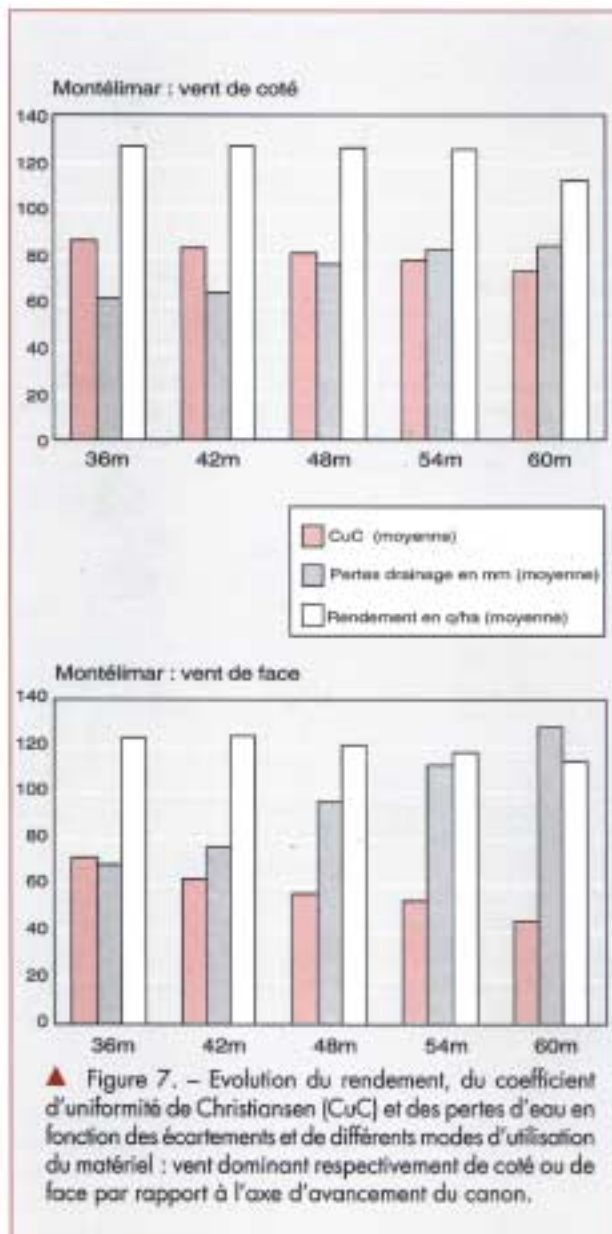 Montélimar : vent de coté
140
120
100
80
60
40
20
0
36m 42m 48m 54m 60m
CuC (moyenne)
Pertes drainage en mm (moyenne)
Rendement en q/ha (moyenne)
Montélimar : vent de face
140
120
100
80
60
40
20
0
36m 42m 48m 54m 60m
▲ Figure 7. – Evolution du rendement, du coefficient
d'uniformité de Christiansen (CuC) et des pertes d'eau en
fonction des écartements et de différents modes d'utilisation
du matériel : vent dominant respectivement de coté ou de
face par rapport à l'axe d'avancement du canon.